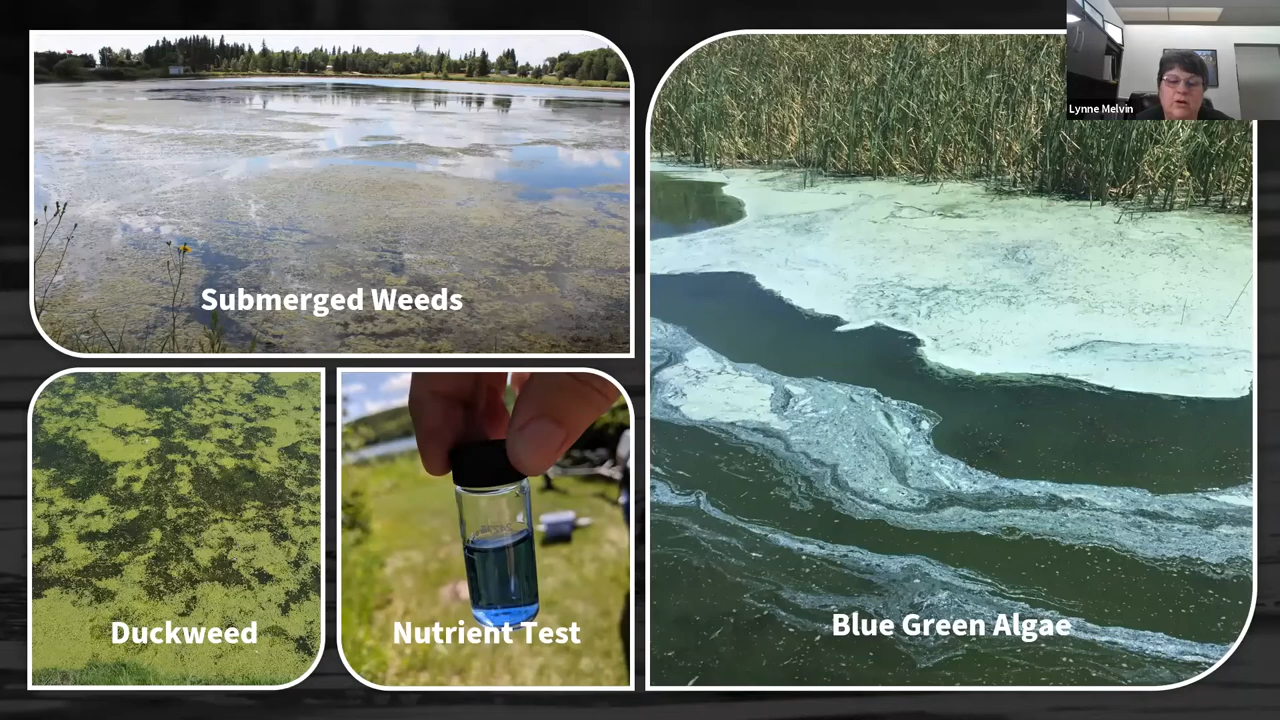 Lynne Melvin
Submerged Weeds
Duckweed
Nutrient Test
Blue Green Algae